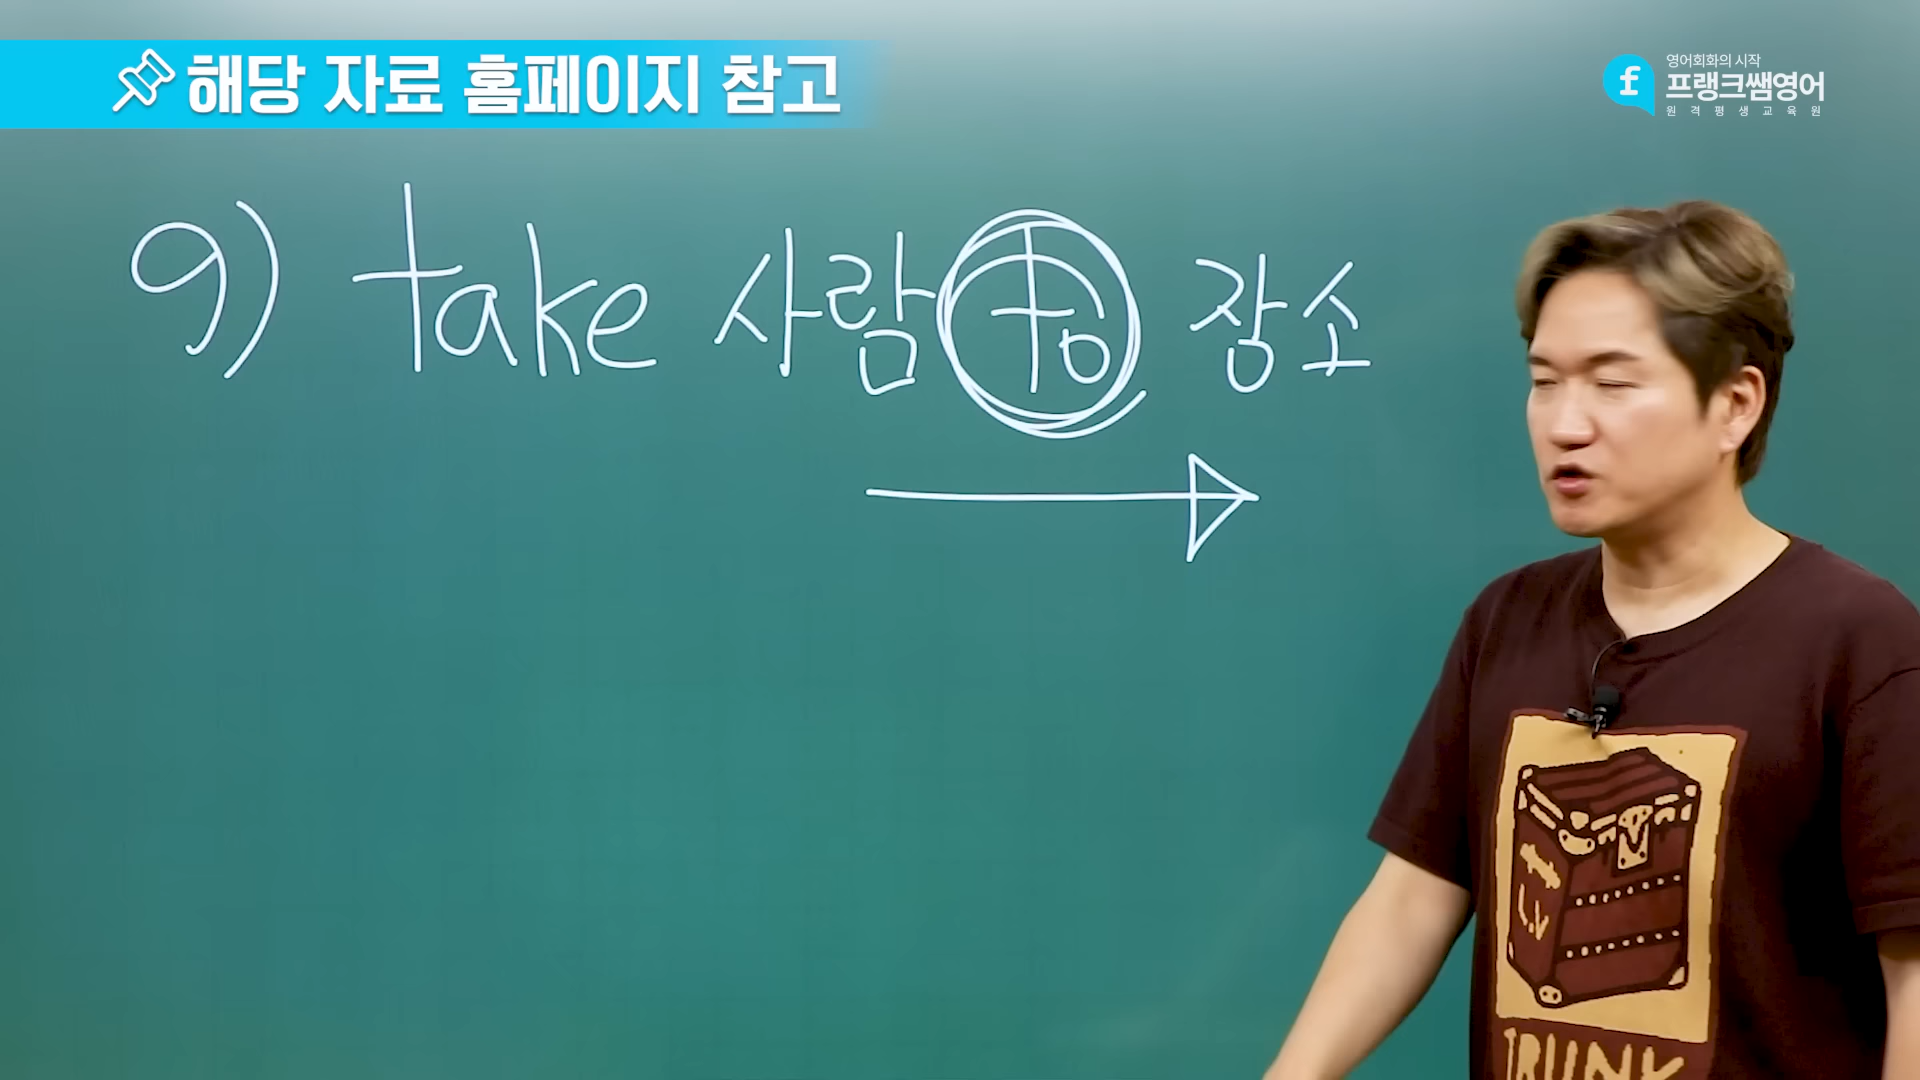 해당 자료 홈페이지 참고
영어회화의 시작
프랭크쌤영어
원격평생교육원
9) take 사람 to 장소
L.V
TRUNK